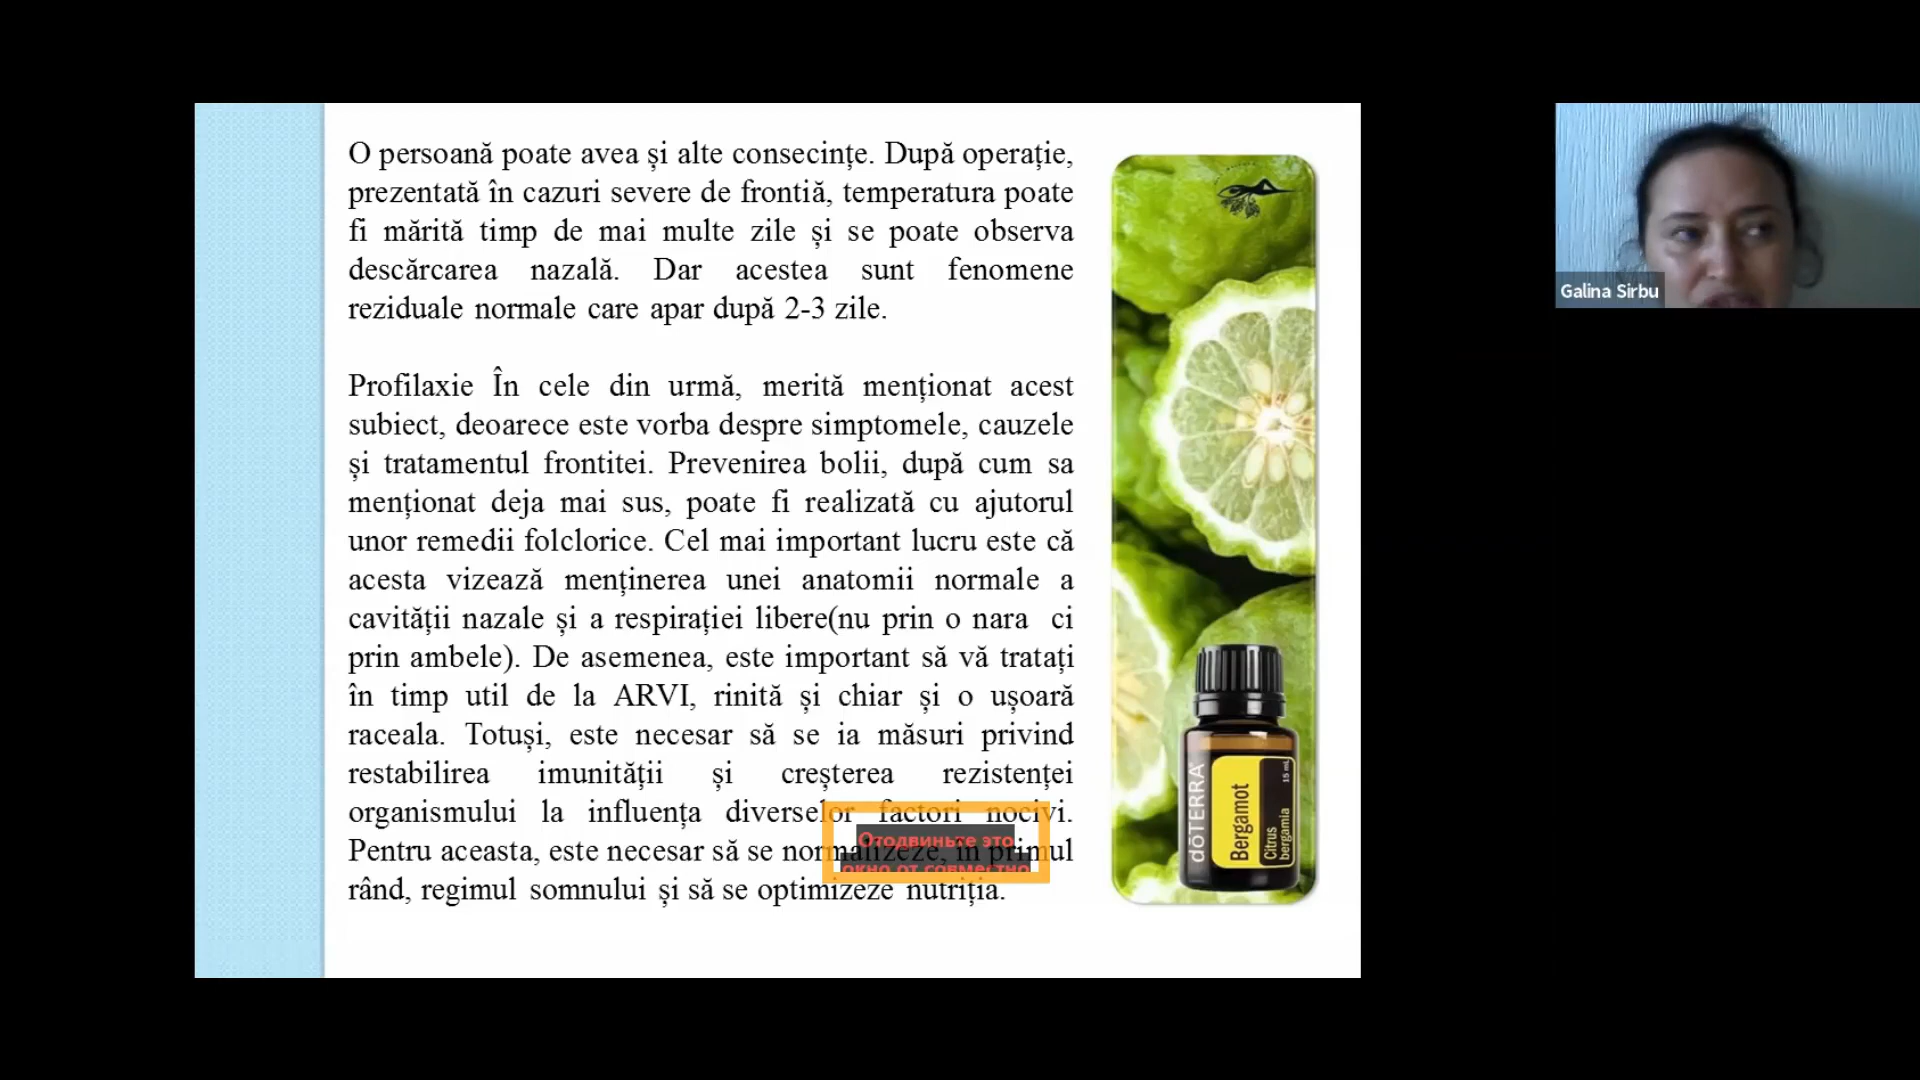 O persoană poate avea și alte consecințe. După operație,
prezentată în cazuri severe de frontiă, temperatura poate
fi mărită timp de mai multe zile și se poate observa
descărcarea nazală. Dar acestea sunt fenomene
reziduale normale care apar după 2-3 zile.
Profilaxie În cele din urmă, merită menționat acest
subiect, deoarece este vorba despre simptomele, cauzele
și tratamentul frontitei. Prevenirea bolii, după cum sa
menționat deja mai sus, poate fi realizată cu ajutorul
unor remedii folclorice. Cel mai important lucru este că
acesta vizează menținerea unei anatomii normale a
cavității nazale și a respirației libere(nu prin o nara ci
prin ambele). De asemenea, este important să vă tratați
în timp util de la ARVI, rinită și chiar și o ușoară
raceala. Totuși, este necesar să se ia măsuri privind
restabilirea imunității și creșterea rezistenței
organismului la influența diverselor factori nocivi.
Pentru aceasta, este necesar să se normalizeze, în primul
rând, regimul somnului și să se optimizeze nutriția.
Отодвиньте это
окно от совместно
dōTERRA
Bergamot
Citrus
bergamia
15 mL
Galina Sirbu